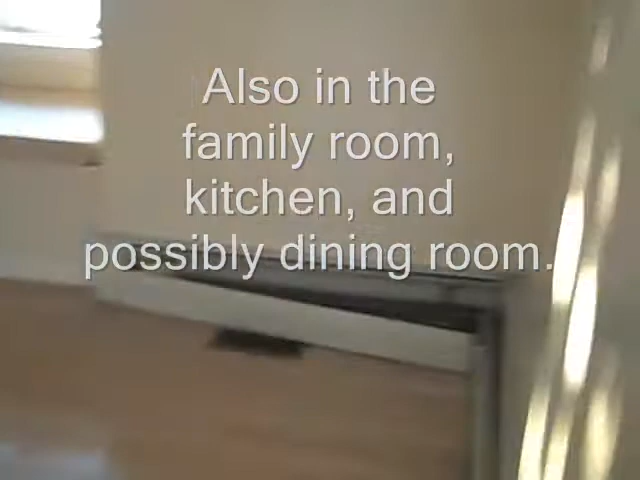 Also in the
family room,
kitchen, and
possibly dining room.